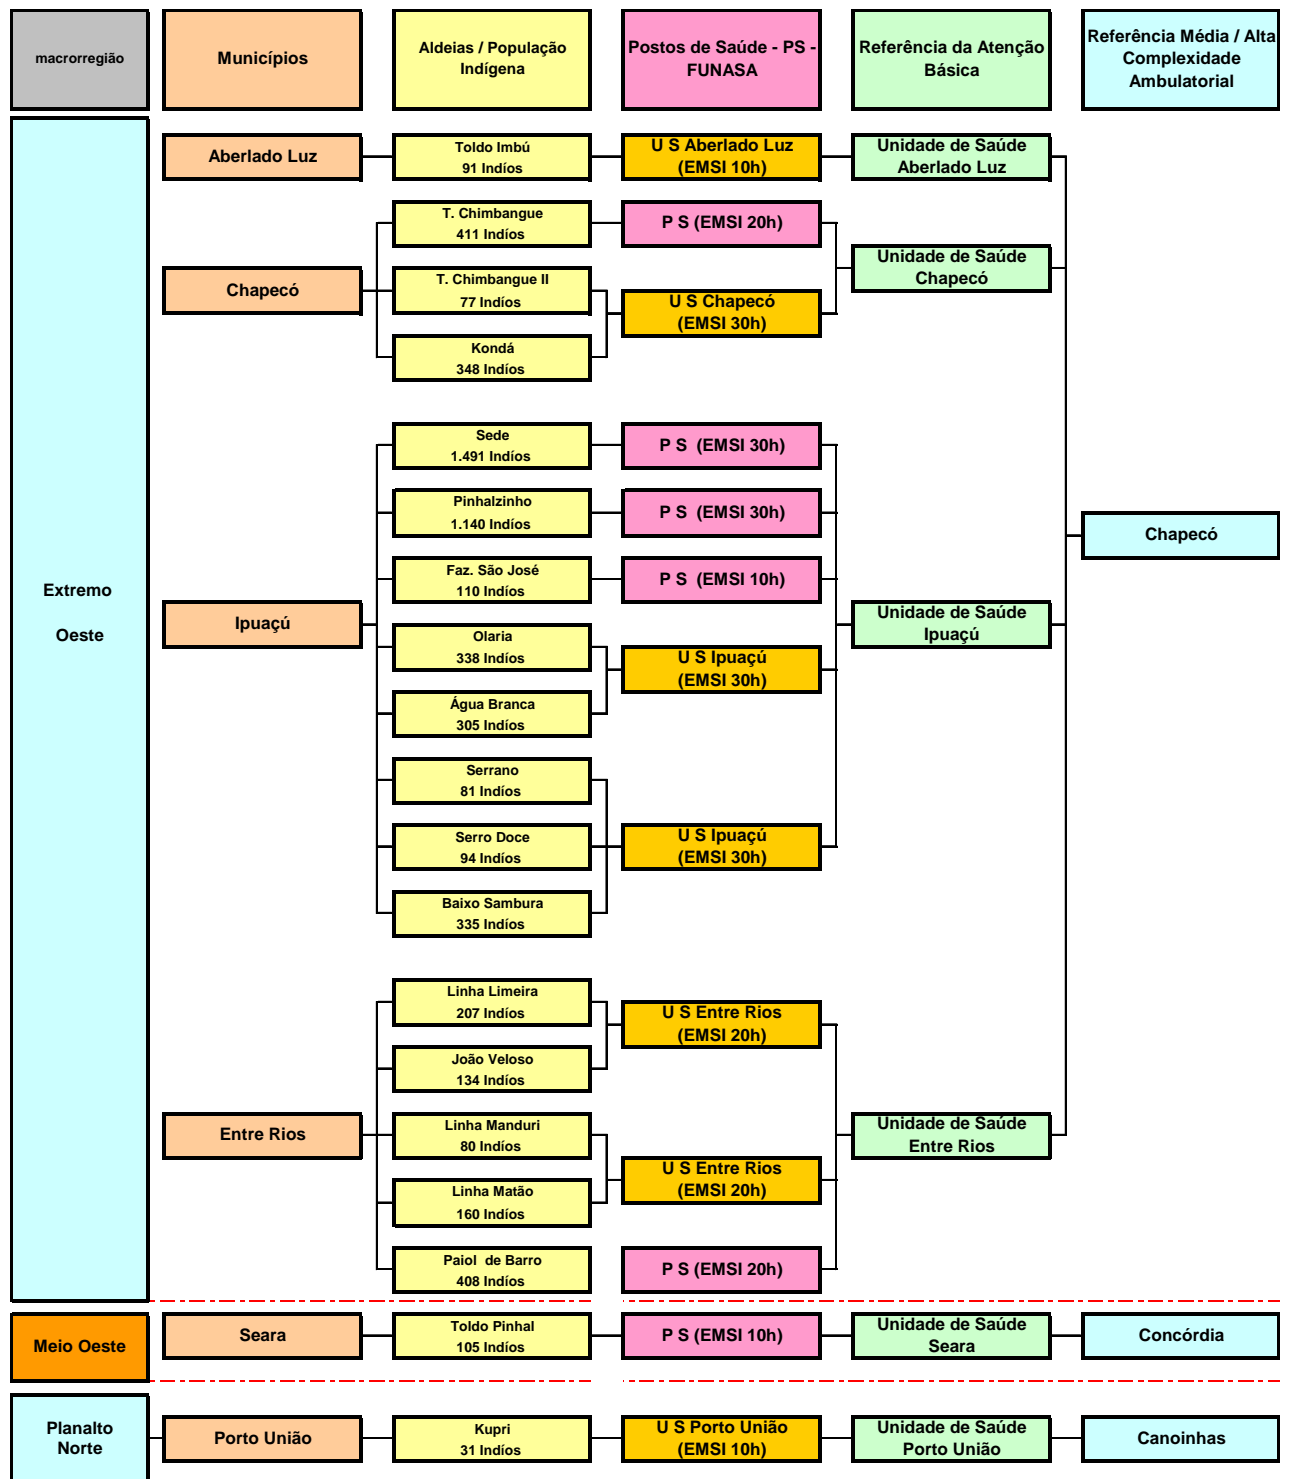 macrorregião
Municípios
Aldeias / População
Indígena
Postos de Saúde - PS -
FUNASA
Referência da Atenção
Básica
Referência Média / Alta
Complexidade
Ambulatorial
Extremo
Oeste
Aberlado Luz
Toldo Imbú
91 Indíos
U S Aberlado Luz
(EMSI 10h)
Unidade de Saúde
Aberlado Luz
Chapecó
T. Chimbangue
411 Indíos
P S (EMSI 20h)
T. Chimbangue II
77 Indíos
Kondá
348 Indíos
U S Chapecó
(EMSI 30h)
Unidade de Saúde
Chapecó
Ipuaçú
Sede
1.491 Indíos
P S  (EMSI 30h)
Pinhalzinho
1.140 Indíos
P S  (EMSI 30h)
Faz. São José
110 Indíos
P S  (EMSI 10h)
Olaria
338 Indíos
Água Branca
305 Indíos
U S Ipuaçú
(EMSI 30h)
Serrano
81 Indíos
Serro Doce
94 Indíos
Baixo Sambura
335 Indíos
U S Ipuaçú
(EMSI 30h)
Unidade de Saúde
Ipuaçú
Chapecó
Entre Rios
Linha Limeira
207 Indíos
João Veloso
134 Indíos
U S Entre Rios
(EMSI 20h)
Linha Manduri
80 Indíos
Linha Matão
160 Indíos
U S Entre Rios
(EMSI 20h)
Paiol  de Barro
408 Indíos
P S (EMSI 20h)
Unidade de Saúde
Entre Rios
Meio Oeste
Seara
Toldo Pinhal
105 Indíos
P S (EMSI 10h)
Unidade de Saúde
Seara
Concórdia
Planalto
Norte
Porto União
Kupri
31 Indíos
U S Porto União
(EMSI 10h)
Unidade de Saúde
Porto União
Canoinhas